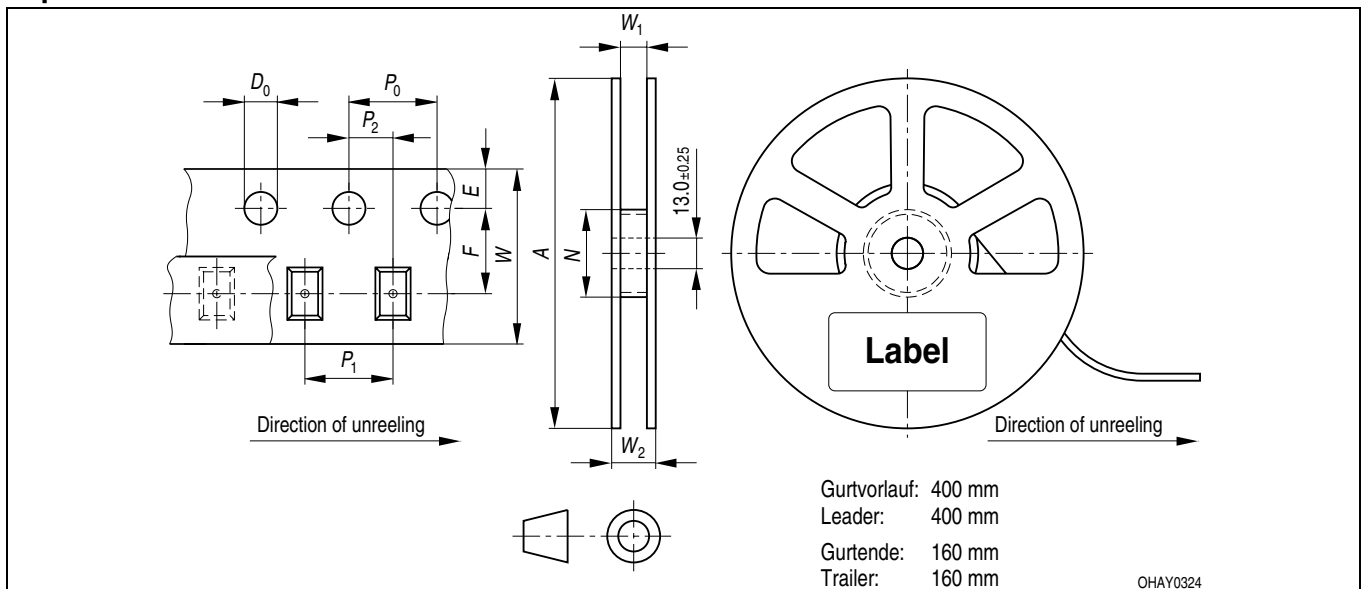 W₁
D₀
P₀
P₂
E
F
W
A
N
13.0±0.25
P₁
Label
Direction of unreeling
W₂
Direction of unreeling
Gurtvorlauf: 400 mm
Leader: 400 mm
Gurtende: 160 mm
Trailer: 160 mm
OHAY0324